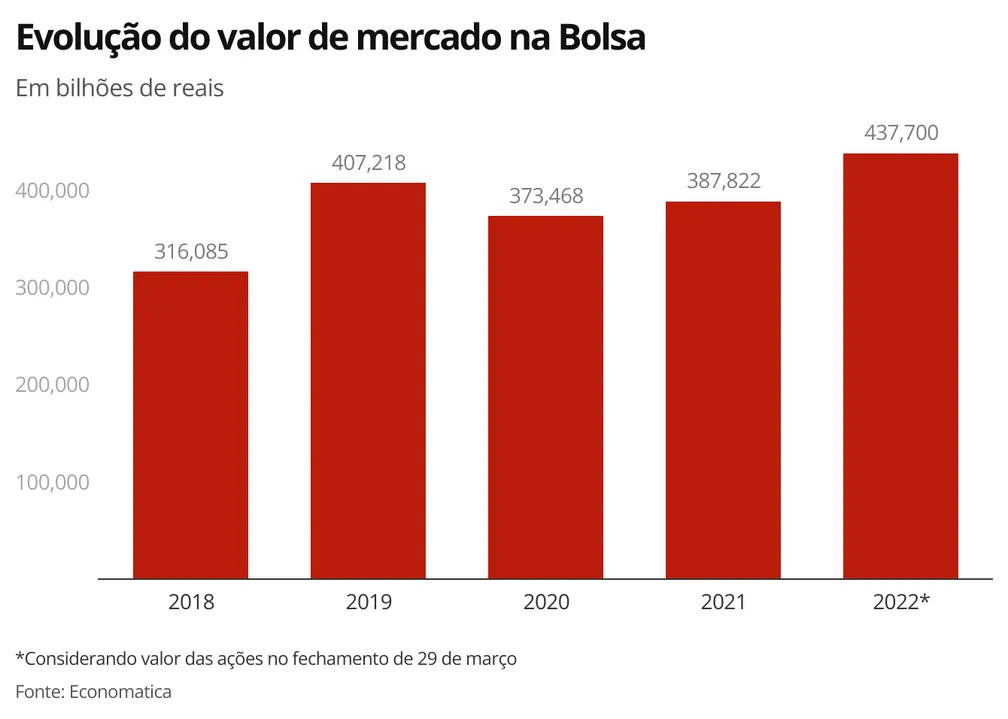 Evolução do valor de mercado na Bolsa
Em bilhões de reais
437,700
407,218
387,822
373,468
316,085
400,000
300,000
200,000
100,000
2018 2019 2020 2021 2022*
*Considerando valor das ações no fechamento de 29 de março
Fonte: Economatica